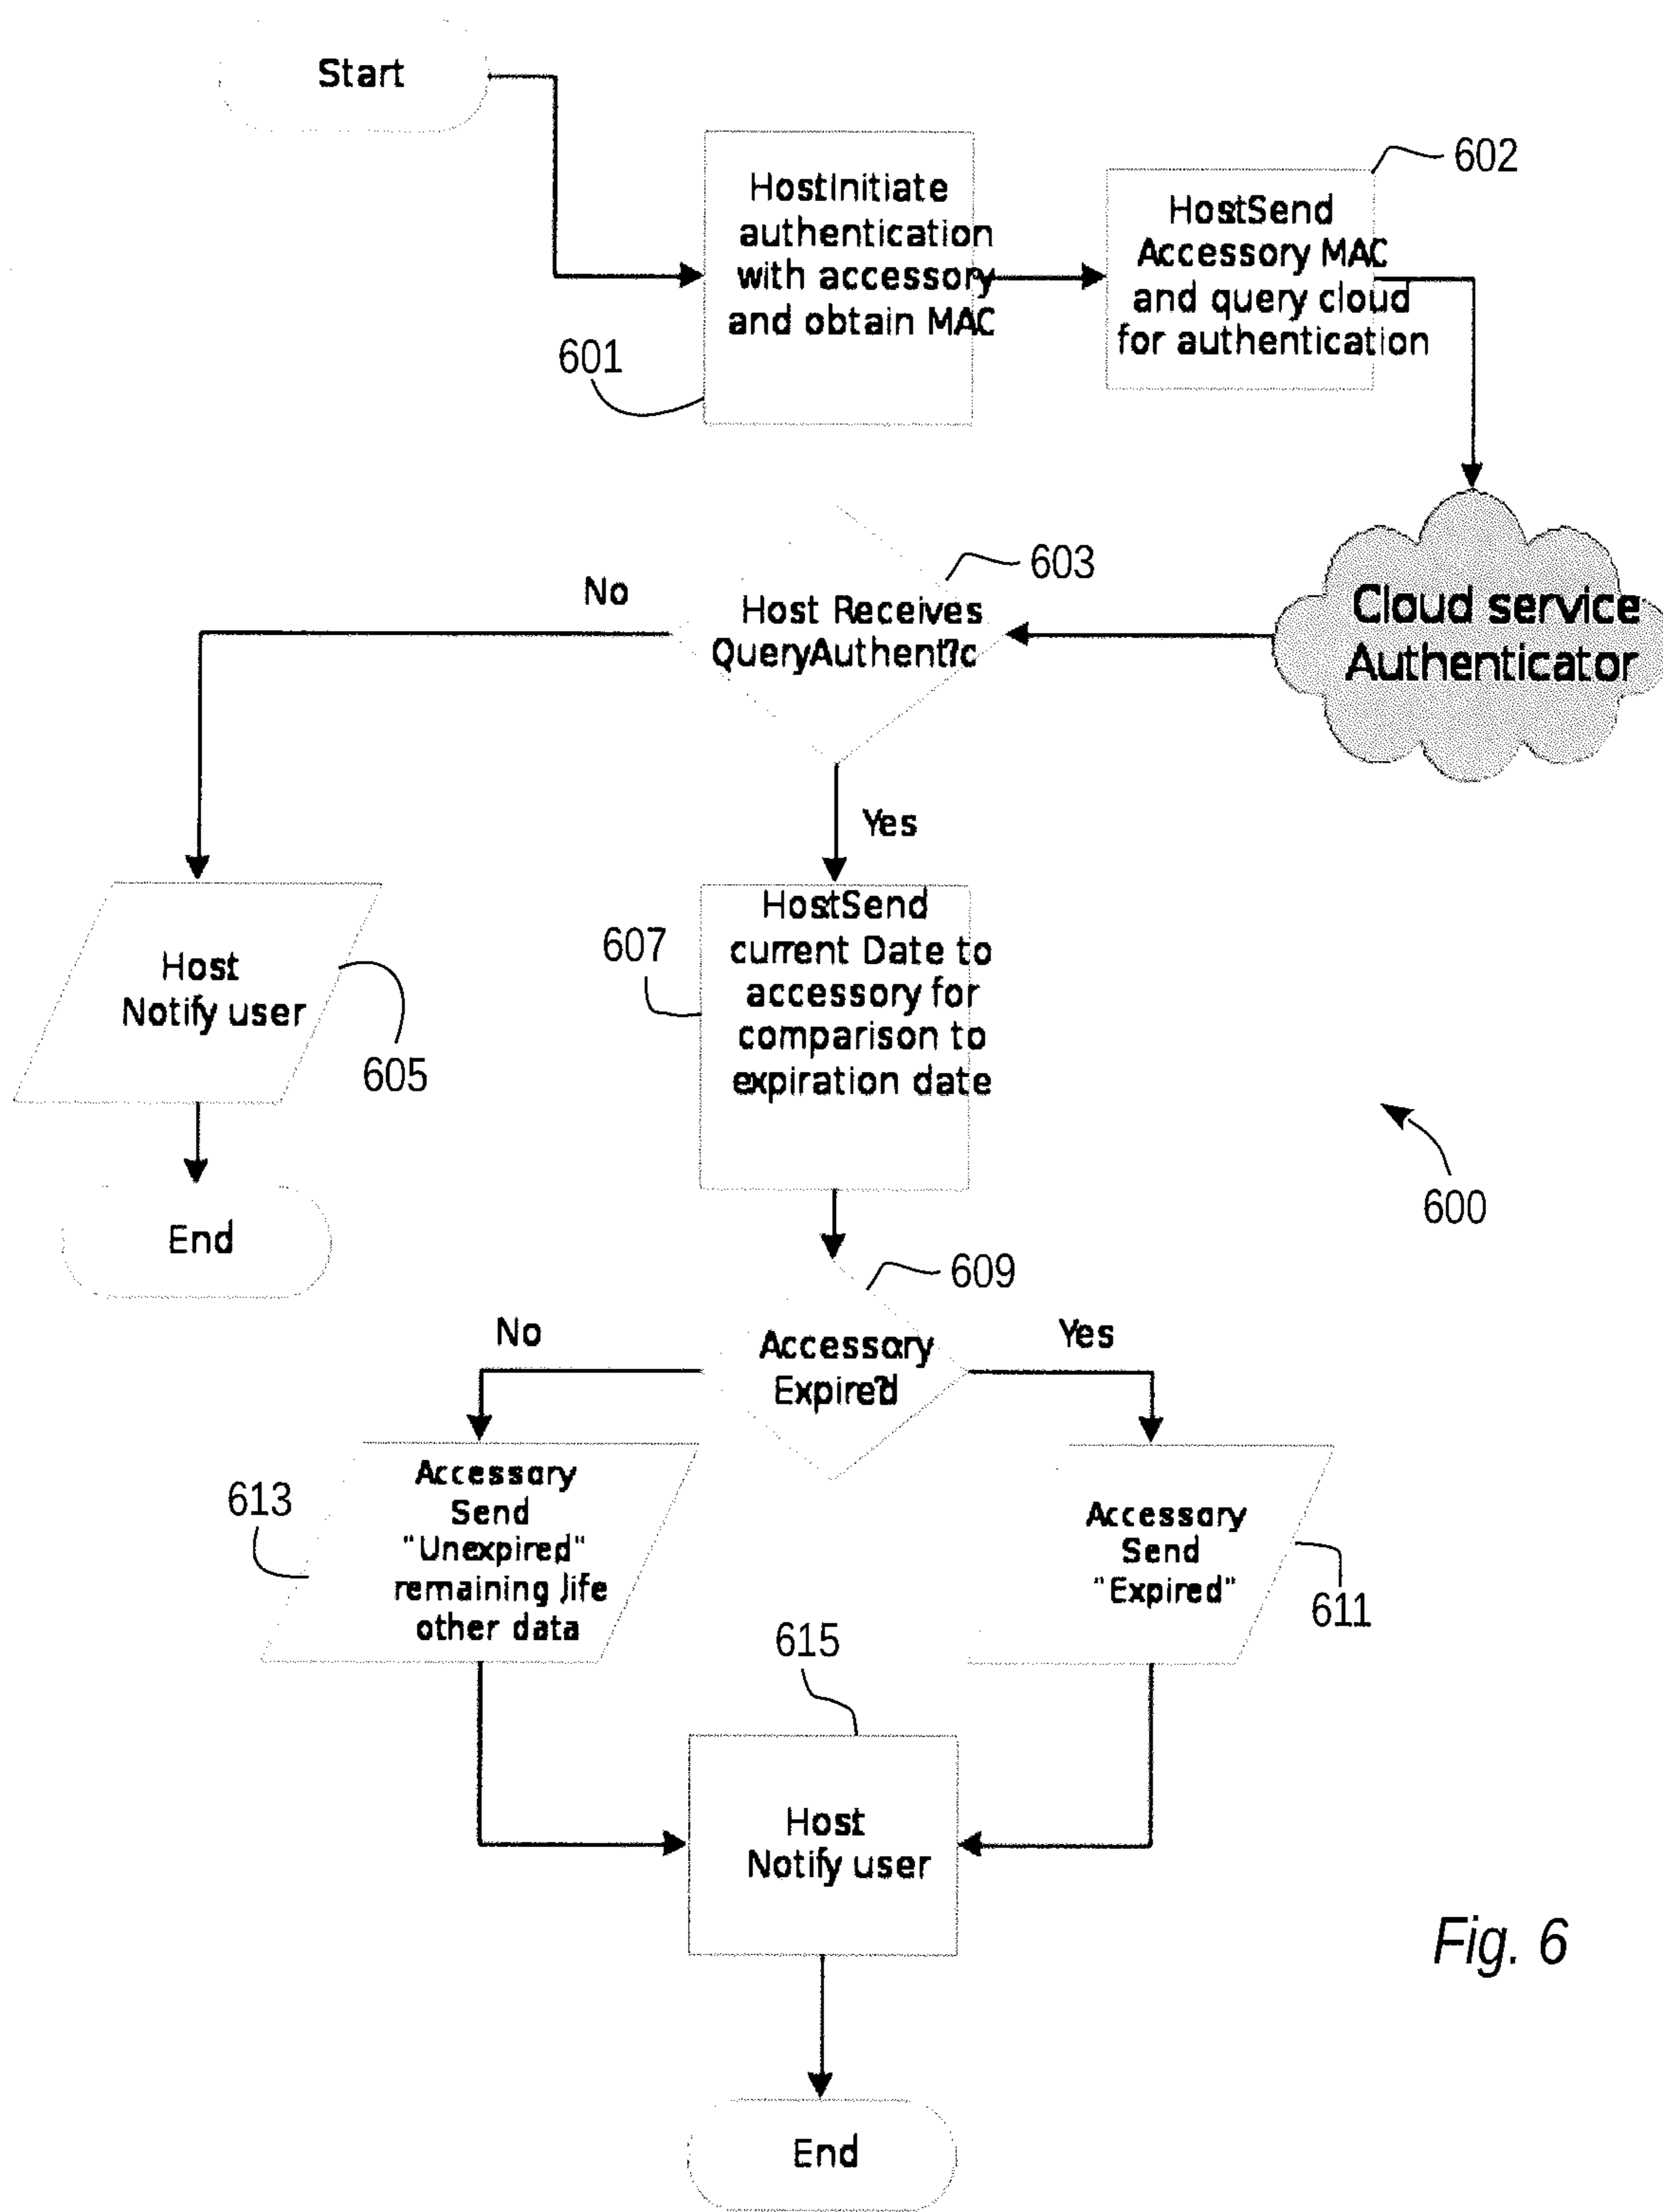 Start
HostInitiate
authentication
with accessory
and obtain MAC
601
602
HostSend
Accessory MAC
and query cloud
for authentication
Cloud service
Authenticator
603
Host Receives
QueryAuthent?c
No
Yes
Host
Notify user
605
End
607
HostSend
current Date to
accessory for
comparison to
expiration date
600
609
Accessory
Expire?d
No
Yes
613
Accessory
Send
"Unexpired"
remaining life
other data
Accessory
Send
"Expired"
611
615
Host
Notify user
End
Fig. 6